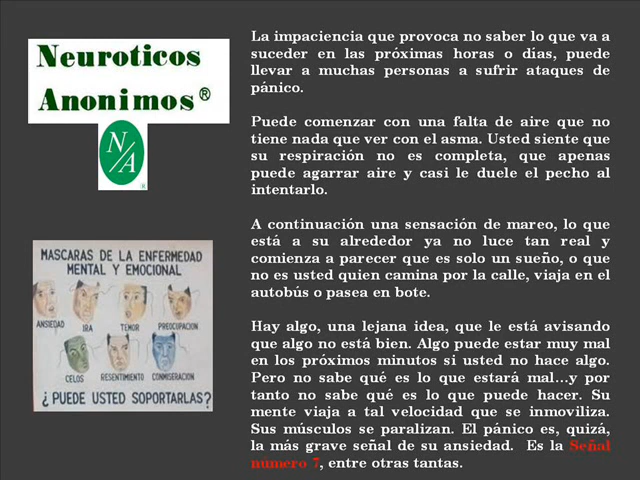 Neuroticos
Anonimos®
N/A
®
MASCARAS DE LA ENFERMEDAD
MENTAL Y EMOCIONAL
ANSIEDAD IRA TEMOR PREOCUPACION
CELOS RESENTIMIENTO CONMISERACION
¿PUEDE USTED SOPORTARLAS?
La impaciencia que provoca no saber lo que va a
suceder en las próximas horas o días, puede
llevar a muchas personas a sufrir ataques de
pánico.
Puede comenzar con una falta de aire que no
tiene nada que ver con el asma. Usted siente que
su respiración no es completa, que apenas
puede agarrar aire y casi le duele el pecho al
intentarlo.
A continuación una sensación de mareo, lo que
está a su alrededor ya no luce tan real y
comienza a parecer que es solo un sueño, o que
no es usted quien camina por la calle, viaja en el
autobús o pasea en bote.
Hay algo, una lejana idea, que le está avisando
que algo no está bien. Algo puede estar muy mal
en los próximos minutos si usted no hace algo.
Pero no sabe qué es lo que estará mal...y por
tanto no sabe qué es lo que puede hacer. Su
mente viaja a tal velocidad que se inmoviliza.
Sus músculos se paralizan. El pánico es, quizá,
la más grave señal de su ansiedad. Es la Señal
número 7, entre otras tantas.